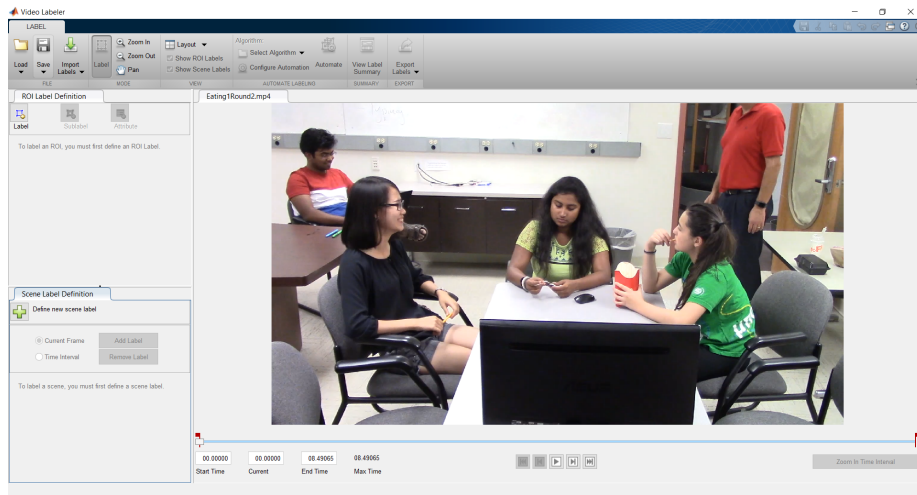 Video Labeler
LABEL
Load
Save
Import
Labels
Label
Zoom In
Zoom Out
Pan
Layout
Show ROI Labels
Show Scene Labels
Algorithm:
Select Algorithm
Configure Automation
Automate
View Label
Summary
Export
Labels
FILE
MODE
VIEW
AUTOMATE LABELING
SUMMARY
EXPORT
ROI Label Definition
Eating1Round2.mp4
Label
Sublabel
Attribute
To label an ROI, you must first define an ROI Label.
Scene Label Definition
Define new scene label
Current Frame
Add Label
Time Interval
Remove Label
To label a scene, you must first define a scene label.
00.00000
00.00000
08.49065
08.49065
Start Time
Current
End Time
Max Time
Zoom In Time Interval